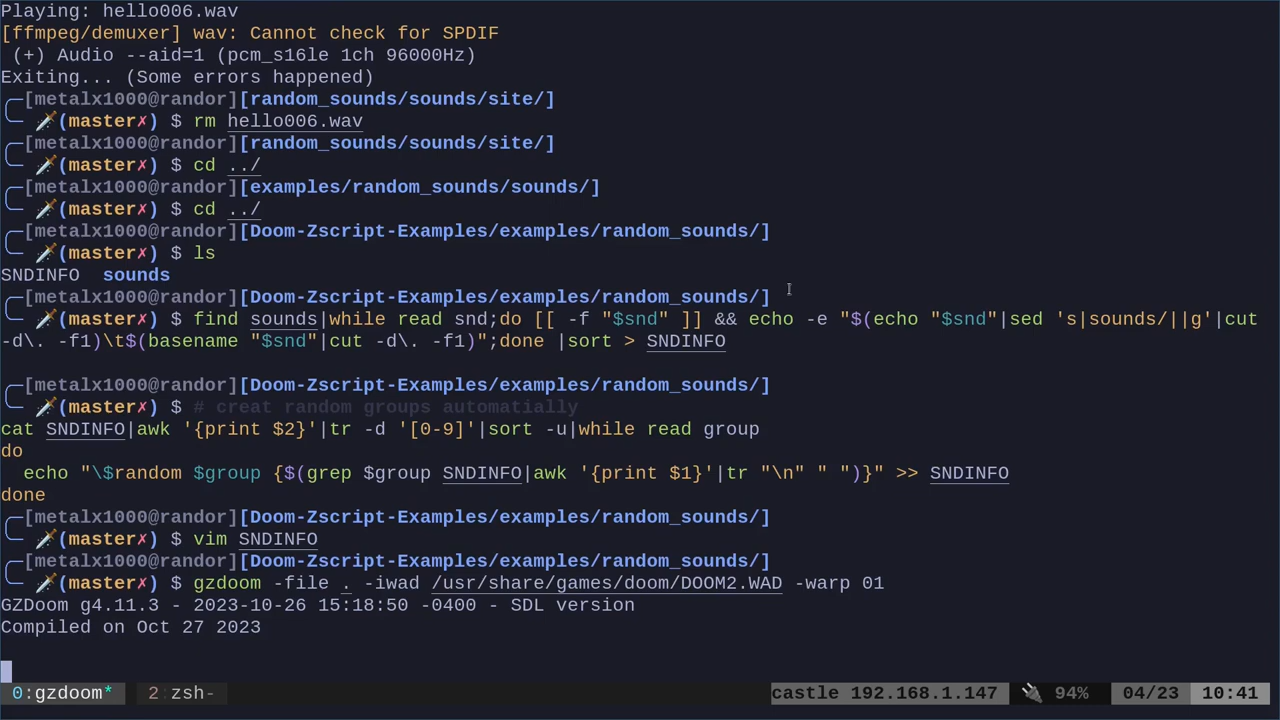 Playing: hello006.wav
[ffmpeg/demuxer] wav: Cannot check for SPDIF
(+) Audio --aid=1 (pcm_s16le 1ch 96000Hz)
Exiting... (Some errors happened)
[metalx1000@randor][random_sounds/sounds/site/]
(master✗) $ rm hello006.wav
[metalx1000@randor][random_sounds/sounds/site/]
(master✗) $ cd ../
[metalx1000@randor][examples/random_sounds/sounds/]
(master✗) $ cd ../
[metalx1000@randor][Doom-Zscript-Examples/examples/random_sounds/]
(master✗) $ ls
SNDINFO  sounds
[metalx1000@randor][Doom-Zscript-Examples/examples/random_sounds/]
(master✗) $ find sounds|while read snd;do [[ -f "$snd" ]] && echo -e "$(echo "$snd"|sed 's|sounds/||g'|cut
-d\. -f1)\t$(basename "$snd"|cut -d\. -f1)";done |sort > SNDINFO
[metalx1000@randor][Doom-Zscript-Examples/examples/random_sounds/]
(master✗) $ # creat random groups automatially
cat SNDINFO|awk '{print $2}'|tr -d '[0-9]'|sort -u|while read group
do
  echo "\$random $group {$(grep $group SNDINFO|awk '{print $1}'|tr "\n" " ")}" >> SNDINFO
done
[metalx1000@randor][Doom-Zscript-Examples/examples/random_sounds/]
(master✗) $ vim SNDINFO
[metalx1000@randor][Doom-Zscript-Examples/examples/random_sounds/]
(master✗) $ gzdoom -file . -iwad /usr/share/games/doom/DOOM2.WAD -warp 01
GZDoom g4.11.3 - 2023-10-26 15:18:50 -0400 - SDL version
Compiled on Oct 27 2023
0:gzdoom* 2:zsh- castle 192.168.1.147 94% 04/23 10:41